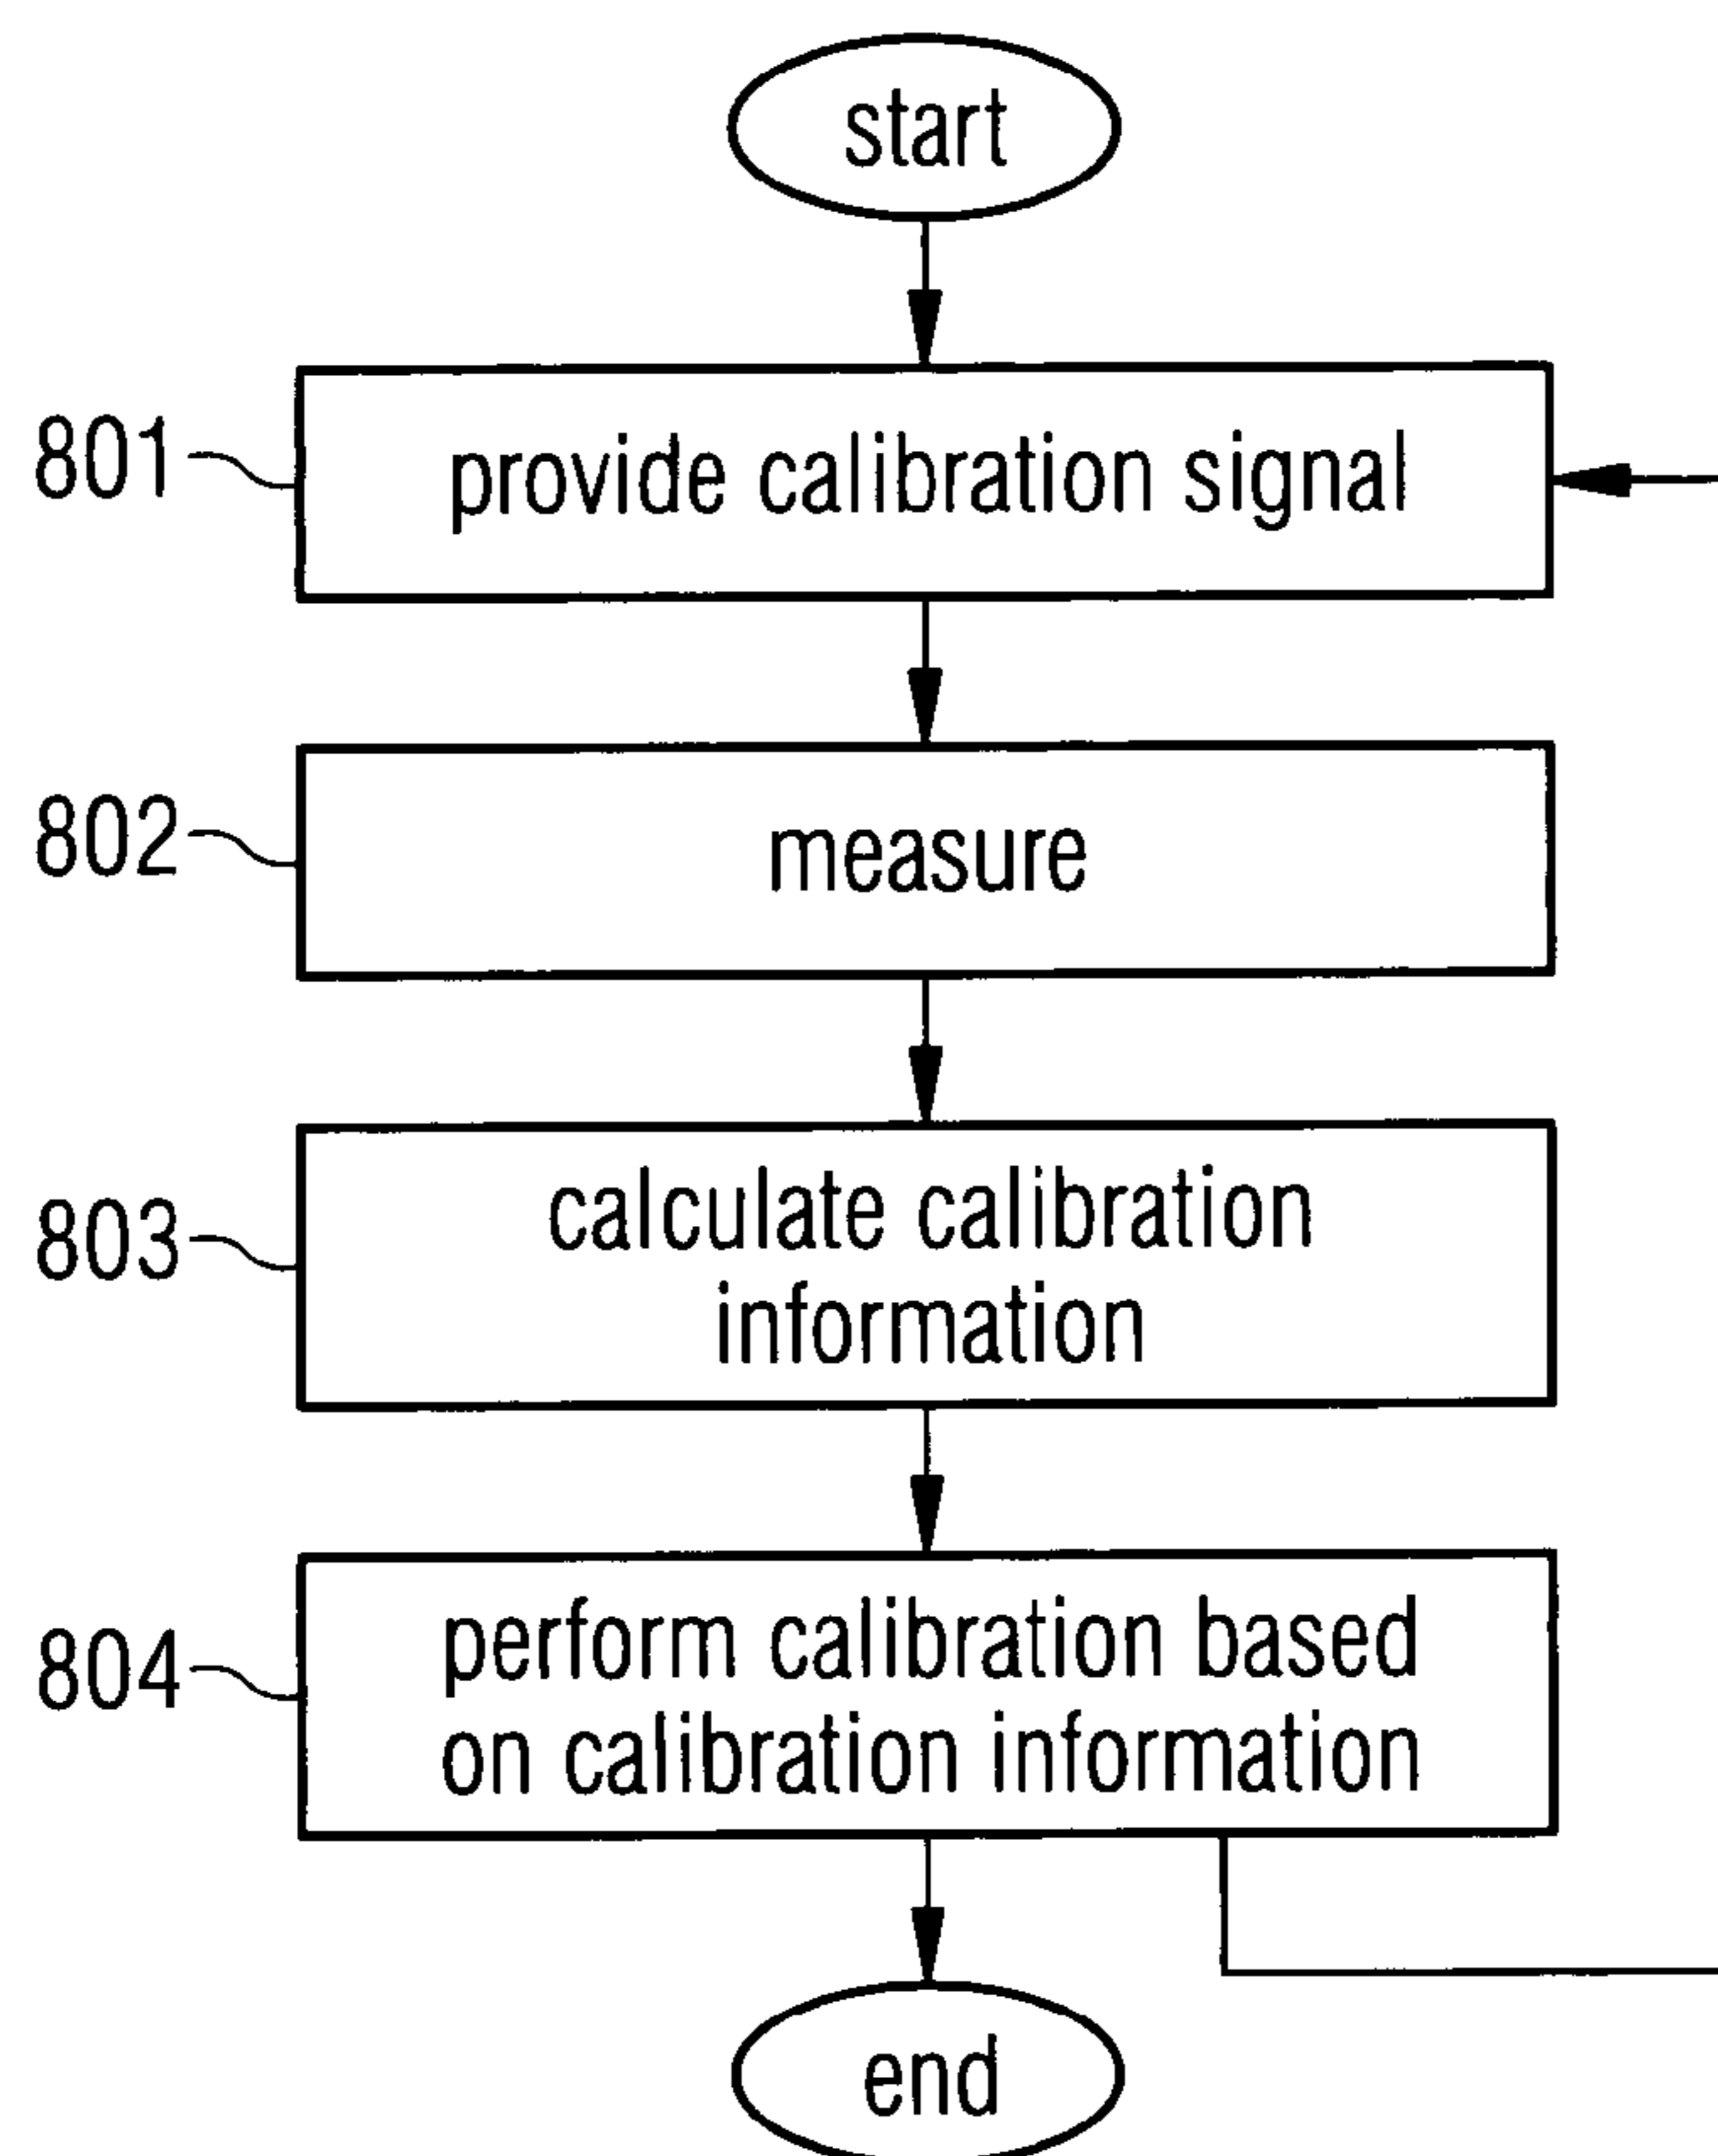 start
801
provide calibration signal
802
measure
803
calculate calibration
information
804
perform calibration based
on calibration information
end